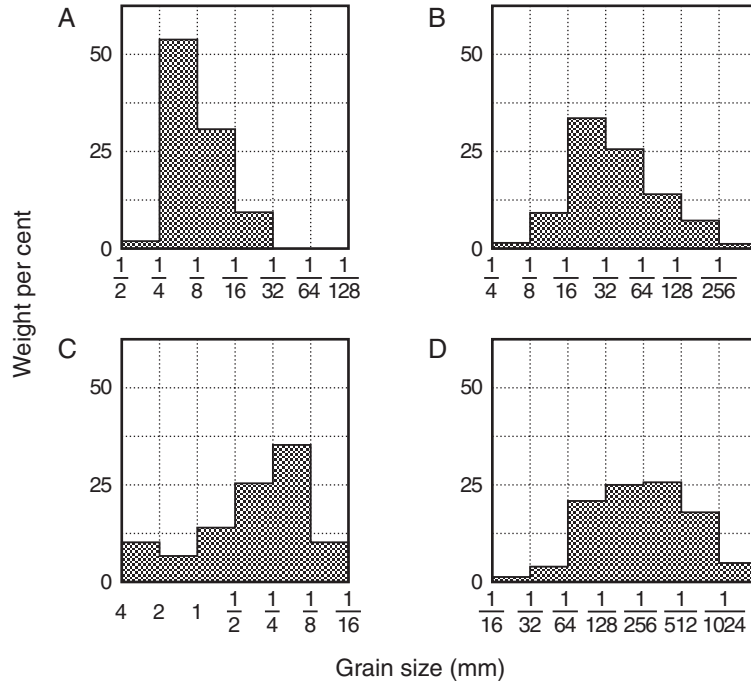 A
50
25
0
1/2 1/4 1/8 1/16 1/32 1/64 1/128
B
50
25
0
1/4 1/8 1/16 1/32 1/64 1/128 1/256
Weight per cent
C
50
25
0
4 2 1 1/2 1/4 1/8 1/16
D
50
25
0
1/16 1/32 1/64 1/128 1/256 1/512 1/1024
Grain size (mm)